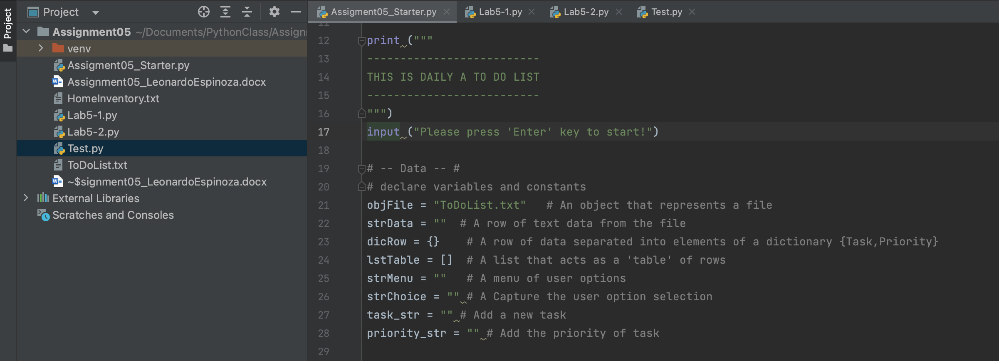 Project
Project
Assignment05 ~/Documents/PythonClass/Assign
venv
Assigment05_Starter.py
Assignment05_LeonardoEspinoza.docx
HomeInventory.txt
Lab5-1.py
Lab5-2.py
Test.py
ToDoList.txt
~$signment05_LeonardoEspinoza.docx
External Libraries
Scratches and Consoles
Assigment05_Starter.py
Lab5-1.py
Lab5-2.py
Test.py
11
12 print ("""
13 --------------------------
14 THIS IS DAILY A TO DO LIST
15 --------------------------
16 """)
17 input ("Please press 'Enter' key to start!")
18
19 # -- Data -- #
20 # declare variables and constants
21 objFile = "ToDoList.txt"   # An object that represents a file
22 strData = ""  # A row of text data from the file
23 dicRow = {}    # A row of data separated into elements of a dictionary {Task,Priority}
24 lstTable = []  # A list that acts as a 'table' of rows
25 strMenu = ""   # A menu of user options
26 strChoice = "" # A Capture the user option selection
27 task_str = "" # Add a new task
28 priority_str = "" # Add the priority of task
29